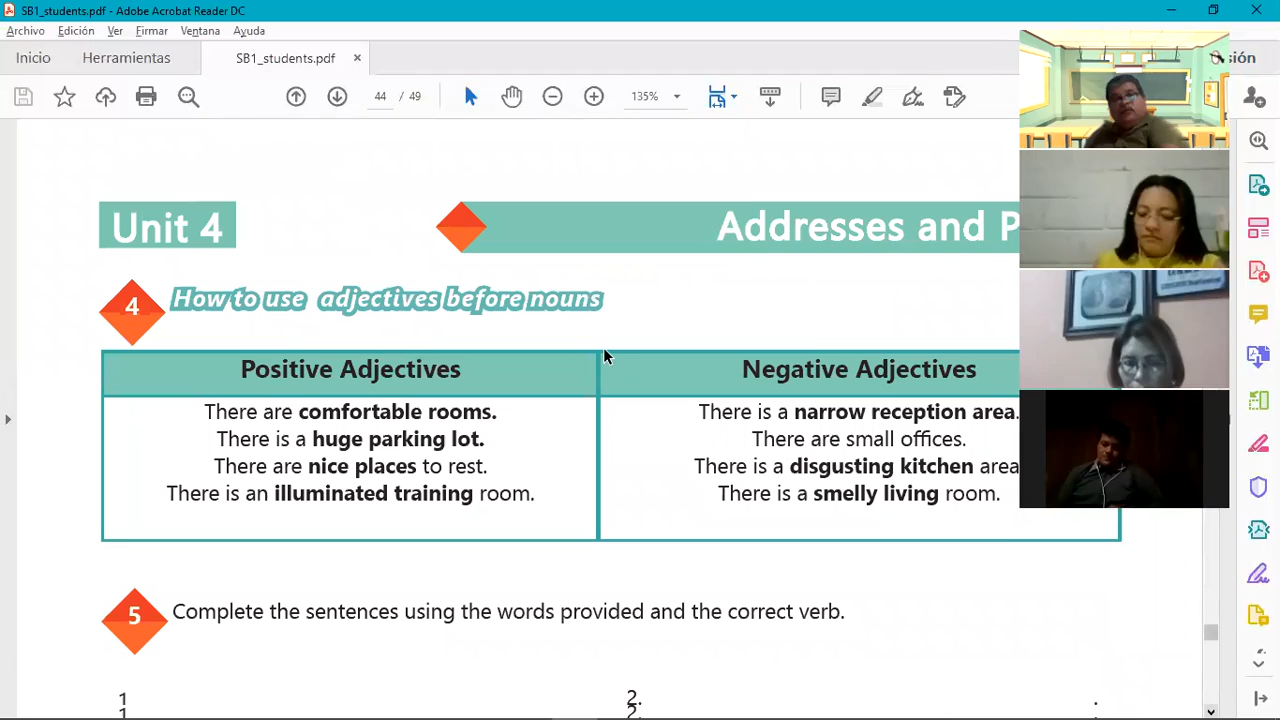 SB1_students.pdf - Adobe Acrobat Reader DC
Archivo Edición Ver Firmar Ventana Ayuda
Inicio Herramientas SB1_students.pdf × sión
44 / 49 135%
Unit 4 Addresses and P
4 How to use adjectives before nouns
Positive Adjectives
There are comfortable rooms.
There is a huge parking lot.
There are nice places to rest.
There is an illuminated training room.
Negative Adjectives
There is a narrow reception area.
There are small offices.
There is a disgusting kitchen area
There is a smelly living room.
5 Complete the sentences using the words provided and the correct verb.
1 2. .
1 2.